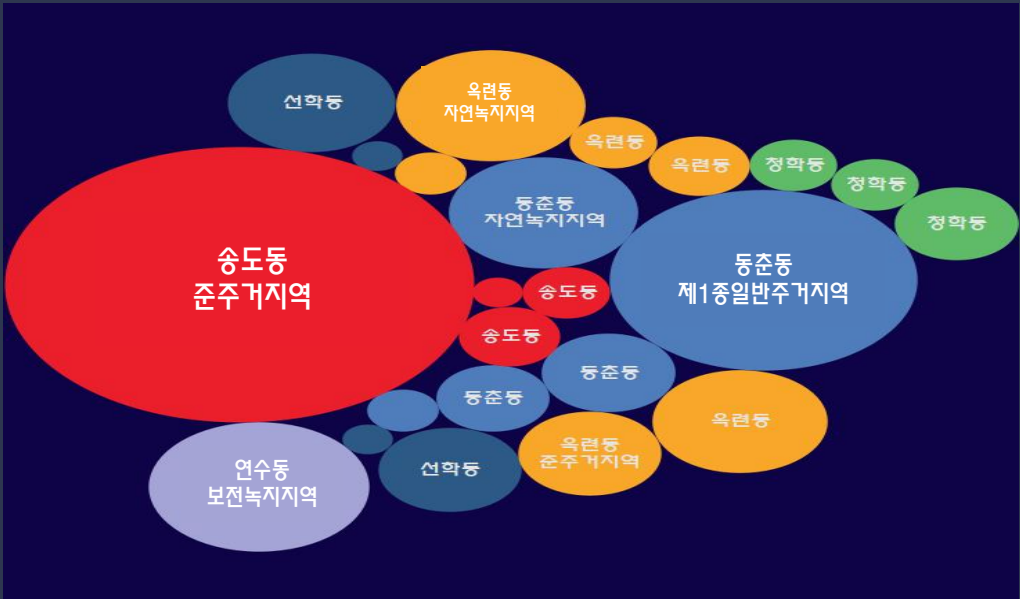 선학동
옥련동
자연녹지지역
옥련동
옥련동
청학동
청학동
청학동
동춘동
자연녹지지역
송도동
준주거지역
동춘동
제1종일반주거지역
송도동
송도동
동춘동
동춘동
옥련동
옥련동
준주거지역
선학동
연수동
보전녹지지역